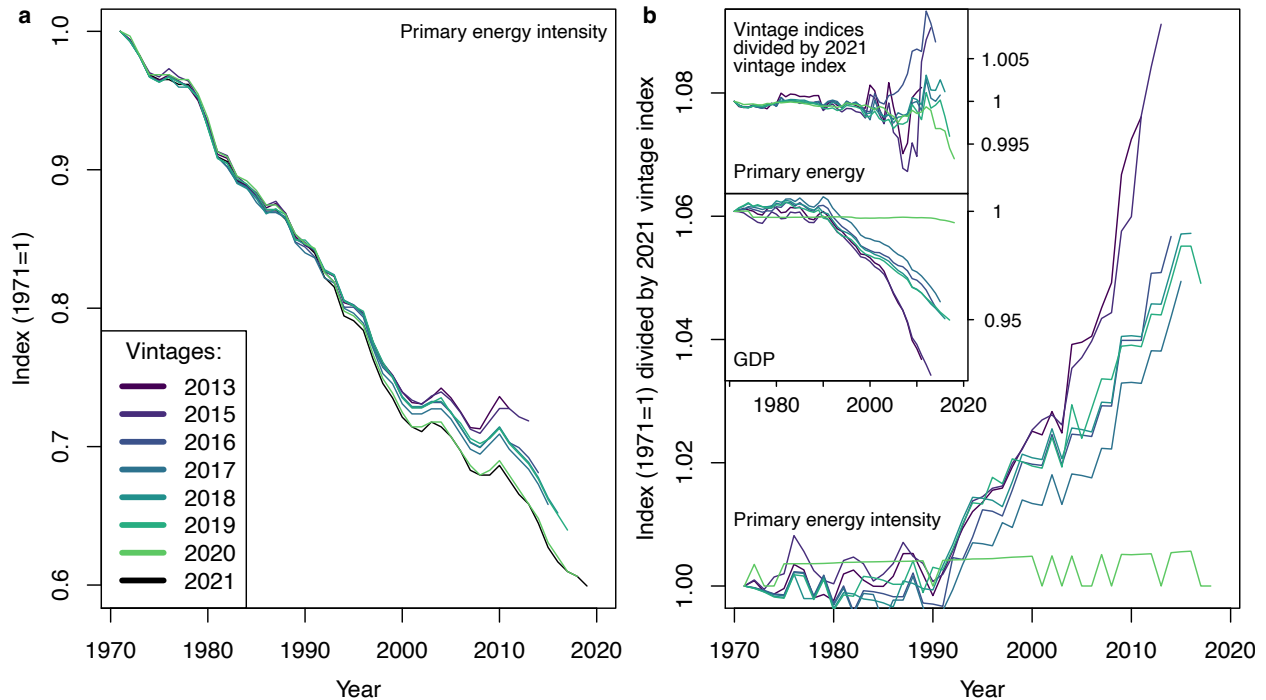 a
Primary energy intensity
Index (1971=1)
1.0
0.9
0.8
0.7
0.6
Vintages:
2013
2015
2016
2017
2018
2019
2020
2021
1970 1980 1990 2000 2010 2020
Year
b
Index (1971=1) divided by 2021 vintage index
1.08
1.06
1.04
1.02
1.00
Vintage indices
divided by 2021
vintage index
1.005
1
0.995
Primary energy
1
0.95
GDP
1980 2000 2020
Primary energy intensity
1970 1980 1990 2000 2010 2020
Year